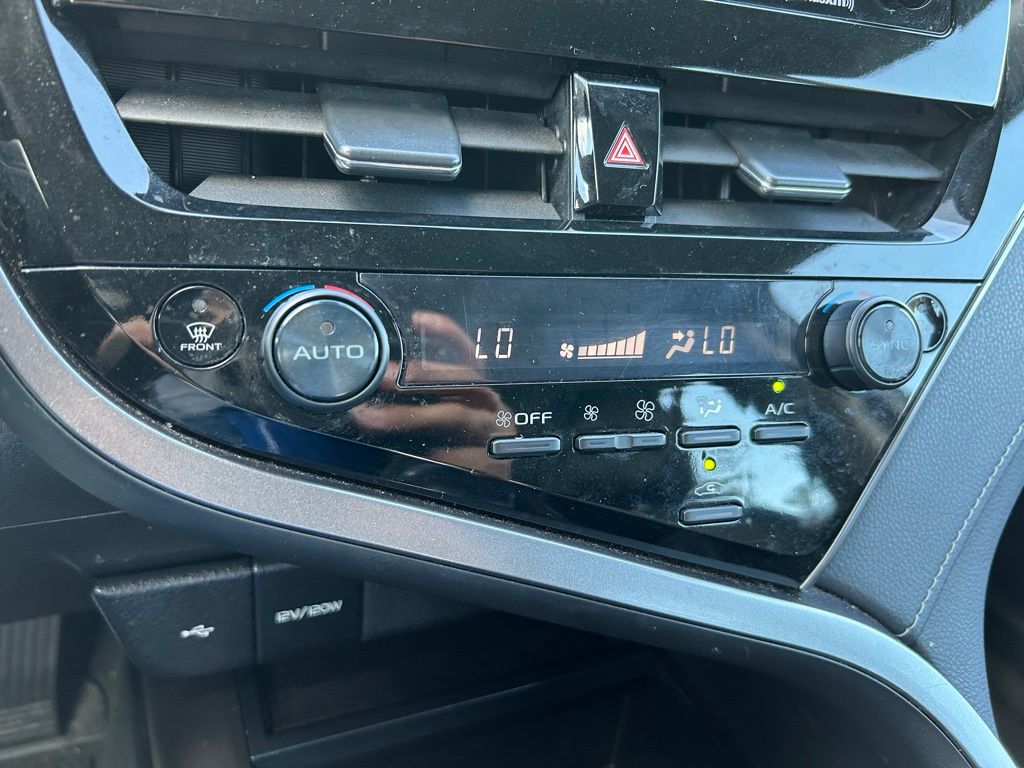 FRONT
AUTO
LO
LO
SYNC
OFF
A/C
12V/120W